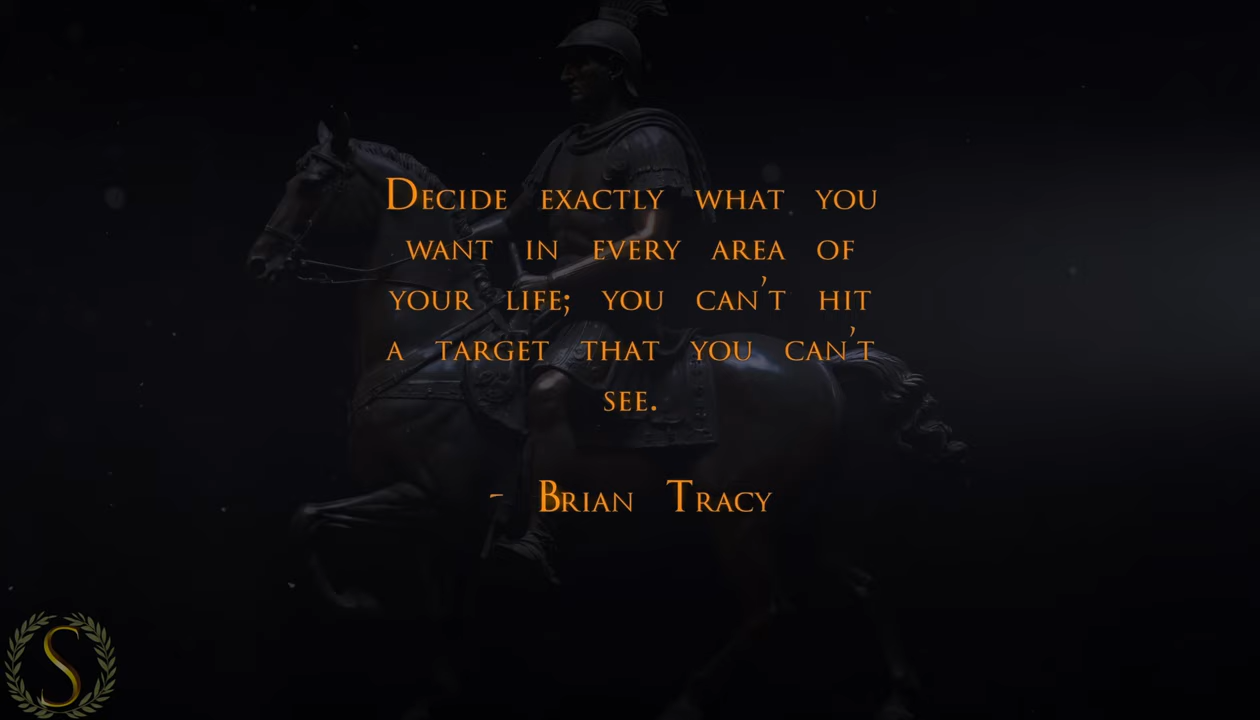 Decide exactly what you
want in every area of
your life; you can't hit
a target that you can't
see.
- Brian Tracy
S